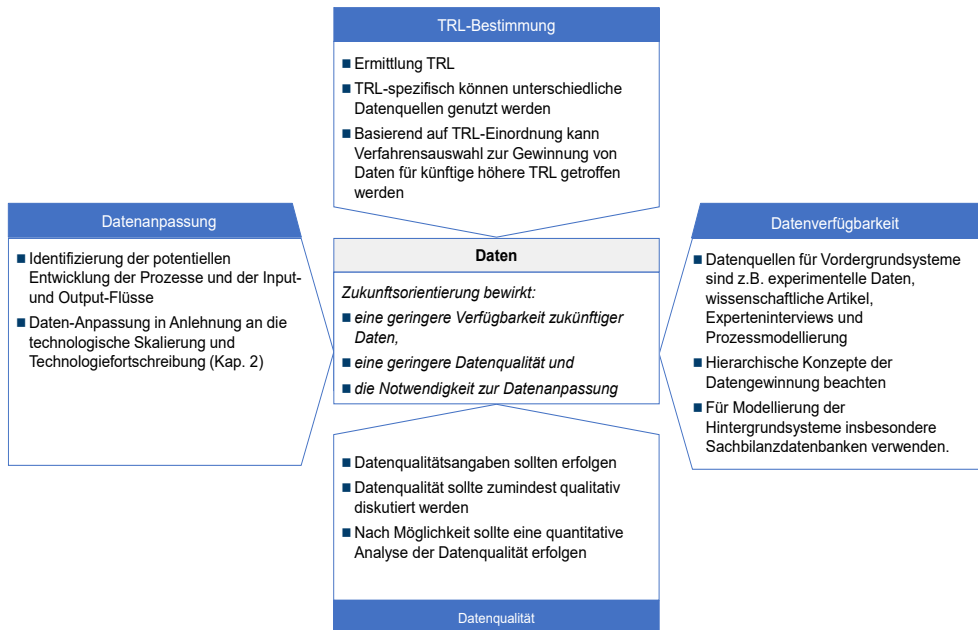 TRL-Bestimmung
■ Ermittlung TRL
■ TRL-spezifisch können unterschiedliche
Datenquellen genutzt werden
■ Basierend auf TRL-Einordnung kann
Verfahrensauswahl zur Gewinnung von
Daten für künftige höhere TRL getroffen
werden
Datenanpassung
■ Identifizierung der potentiellen
Entwicklung der Prozesse und der Input-
und Output-Flüsse
■ Daten-Anpassung in Anlehnung an die
technologische Skalierung und
Technologiefortschreibung (Kap. 2)
Daten
Zukunftsorientierung bewirkt:
■ eine geringere Verfügbarkeit zukünftiger
Daten,
■ eine geringere Datenqualität und
■ die Notwendigkeit zur Datenanpassung
Datenverfügbarkeit
■ Datenquellen für Vordergrundsysteme
sind z.B. experimentelle Daten,
wissenschaftliche Artikel,
Experteninterviews und
Prozessmodellierung
■ Hierarchische Konzepte der
Datengewinnung beachten
■ Für Modellierung der
Hintergrundsysteme insbesondere
Sachbilanzdatenbanken verwenden.
■ Datenqualitätsangaben sollten erfolgen
■ Datenqualität sollte zumindest qualitativ
diskutiert werden
■ Nach Möglichkeit sollte eine quantitative
Analyse der Datenqualität erfolgen
Datenqualität